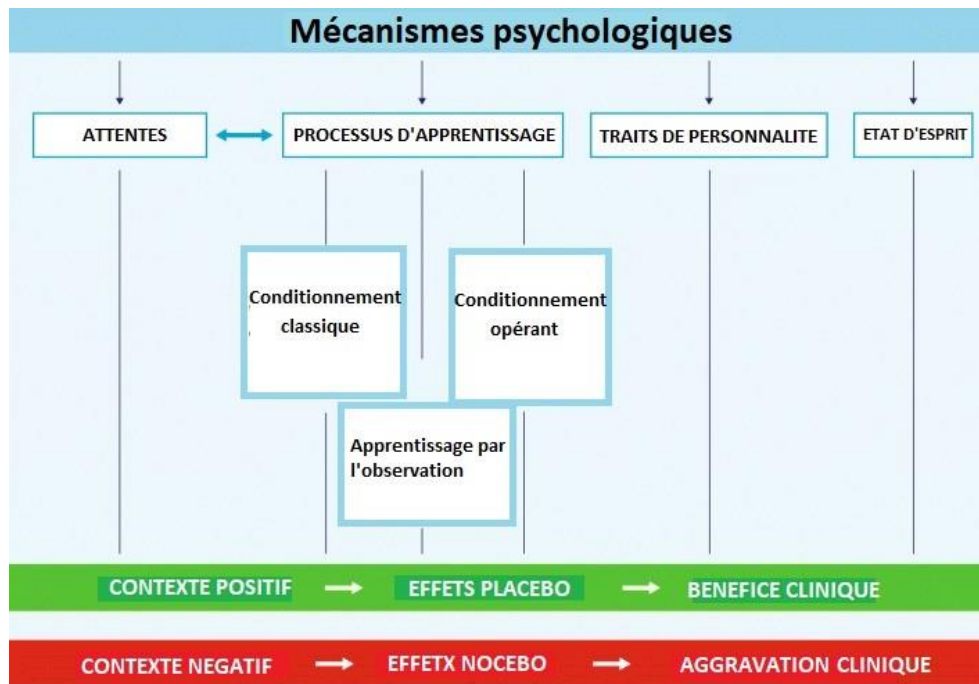 Mécanismes psychologiques
ATTENTES
PROCESSUS D'APPRENTISSAGE
TRAITS DE PERSONNALITE
ETAT D'ESPRIT
Conditionnement
classique
Conditionnement
opérant
Apprentissage par
l'observation
CONTEXTE POSITIF
EFFETS PLACEBO
BENEFICE CLINIQUE
CONTEXTE NEGATIF
EFFETX NOCEBO
AGGRAVATION CLINIQUE